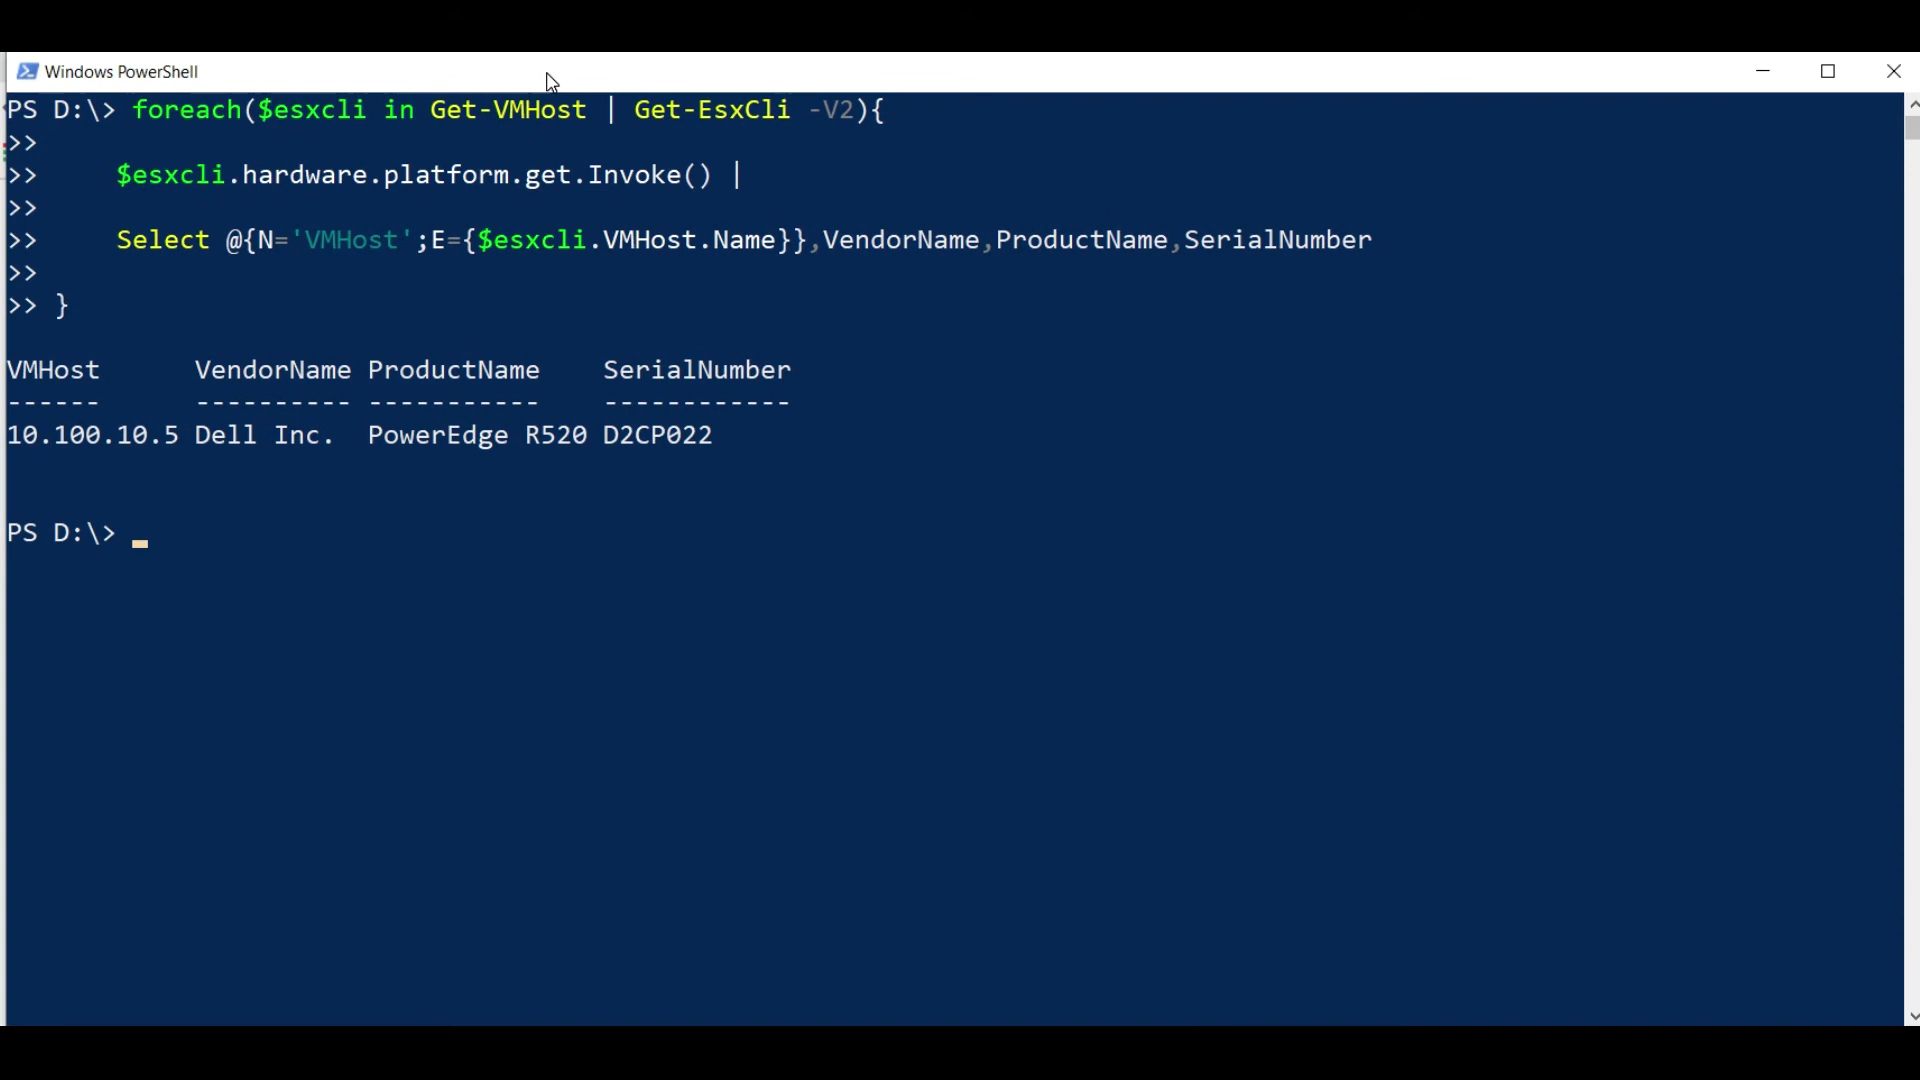 Windows PowerShell
PS D:\> foreach($esxcli in Get-VMHost | Get-EsxCli -V2){
>>
>>     $esxcli.hardware.platform.get.Invoke() |
>>
>>     Select @{N='VMHost';E={$esxcli.VMHost.Name}},VendorName,ProductName,SerialNumber
>>
>> }
VMHost      VendorName ProductName    SerialNumber
------      ---------- -----------    ------------
10.100.10.5 Dell Inc.  PowerEdge R520 D2CP022
PS D:\>